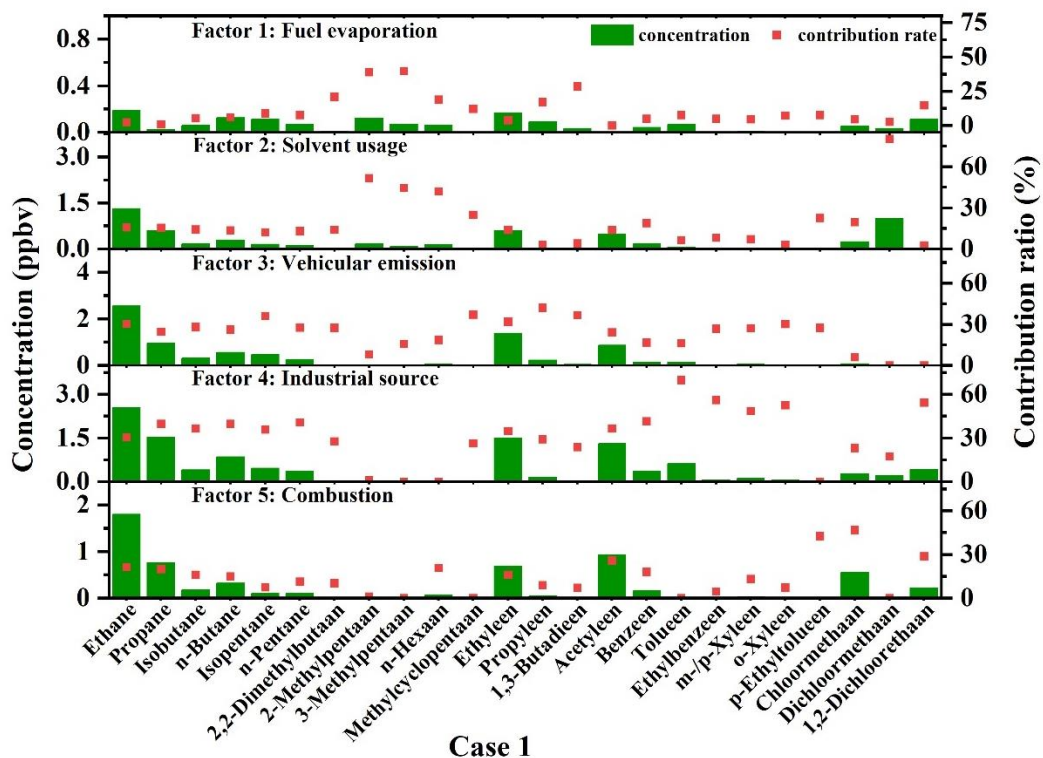 Factor 1: Fuel evaporation
concentration
contribution rate
0.8
0.4
0.0
75
50
25
0
Factor 2: Solvent usage
3.0
1.5
0.0
60
30
0
Factor 3: Vehicular emission
4
2
0
60
30
0
Factor 4: Industrial source
3.0
1.5
0.0
60
30
0
Factor 5: Combustion
2
1
0
60
30
0
Concentration (ppbv)
Contribution ratio (%)
Ethane
Propane
Isobutane
n-Butane
Isopentane
n-Pentane
2,2-Dimethylbutaan
2-Methylpentaan
3-Methylpentaan
n-Hexaan
Methylcyclopentaan
Ethyleen
Propyleen
1,3-Butadieen
Acetyleen
Benzeen
Tolueen
Ethylbenzeen
m-/p-Xyleen
o-Xyleen
p-Ethyltolueen
Chloormethaan
Dichloormethaan
1,2-Dichloorethaan
Case 1